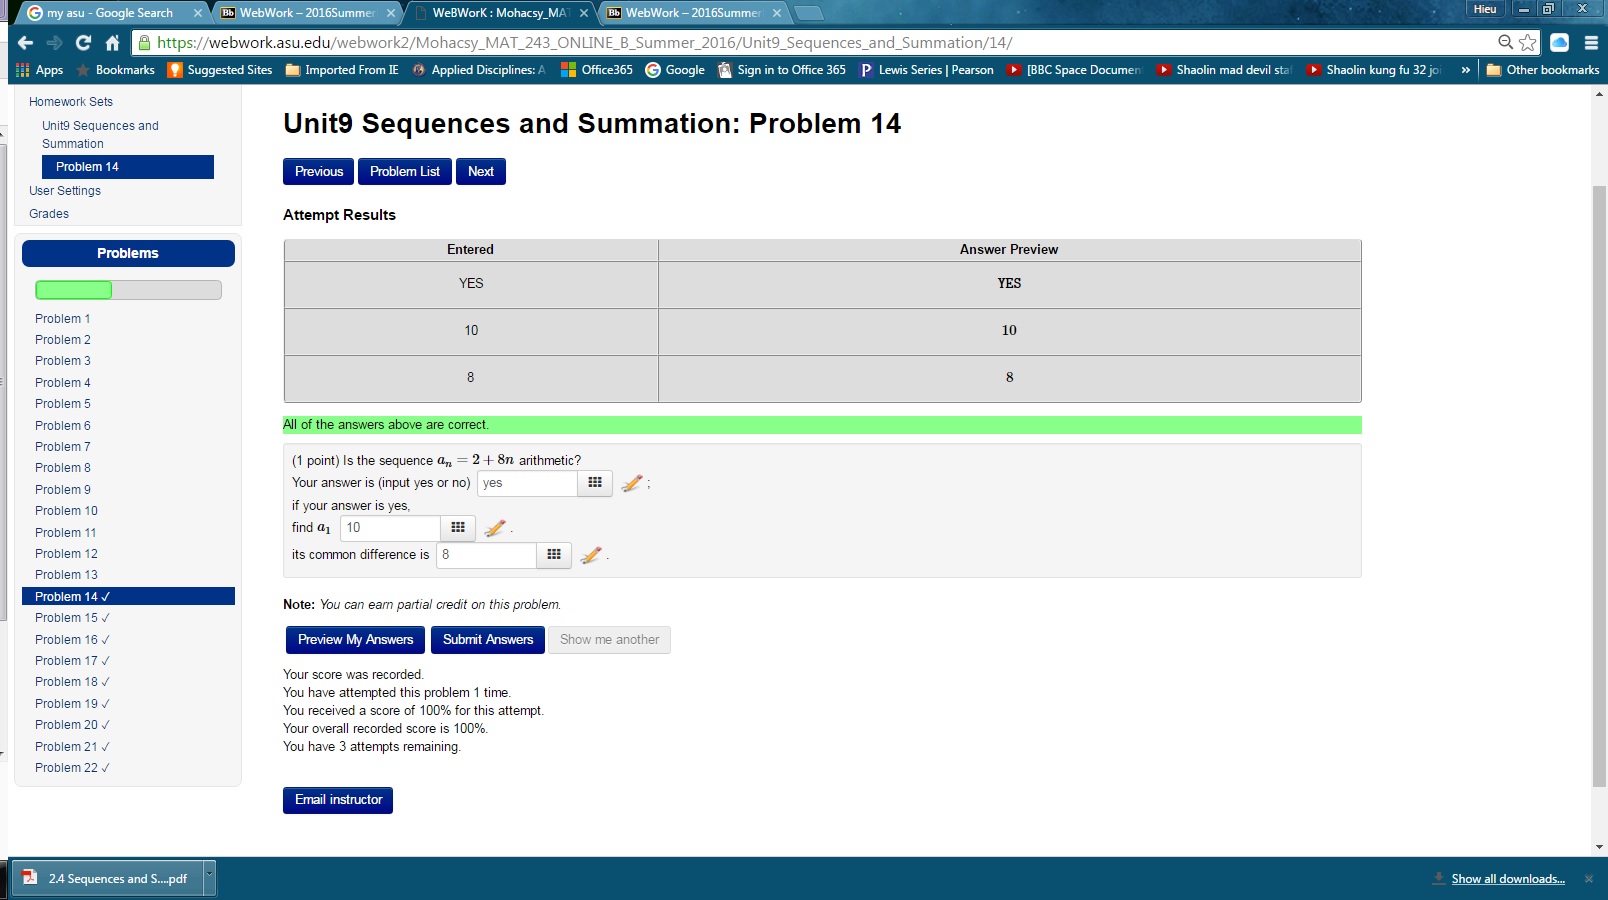 my asu - Google Search
WebWork – 2016Summer
WeBWorK : Mohacsy_MA
WebWork – 2016Summer
Hieu
https://webwork.asu.edu/webwork2/Mohacsy_MAT_243_ONLINE_B_Summer_2016/Unit9_Sequences_and_Summation/14/
Apps Bookmarks Suggested Sites Imported From IE Applied Disciplines: A Office365 Google Sign in to Office 365 Lewis Series | Pearson [BBC Space Documen Shaolin mad devil sta Shaolin kung fu 32 joi » Other bookmarks
Homework Sets
Unit9 Sequences and
Summation
Problem 14
User Settings
Grades
Problems
Problem 1
Problem 2
Problem 3
Problem 4
Problem 5
Problem 6
Problem 7
Problem 8
Problem 9
Problem 10
Problem 11
Problem 12
Problem 13
Problem 14 ✓
Problem 15 ✓
Problem 16 ✓
Problem 17 ✓
Problem 18 ✓
Problem 19 ✓
Problem 20 ✓
Problem 21 ✓
Problem 22 ✓
Unit9 Sequences and Summation: Problem 14
Previous Problem List Next
Attempt Results
Entered Answer Preview
YES YES
10 10
8 8
All of the answers above are correct.
(1 point) Is the sequence aₙ = 2 + 8n arithmetic?
Your answer is (input yes or no) yes ;
if your answer is yes,
find a₁ 10 .
its common difference is 8 .
Note: You can earn partial credit on this problem.
Preview My Answers Submit Answers Show me another
Your score was recorded.
You have attempted this problem 1 time.
You received a score of 100% for this attempt.
Your overall recorded score is 100%.
You have 3 attempts remaining.
Email instructor
2.4 Sequences and S....pdf
Show all downloads...